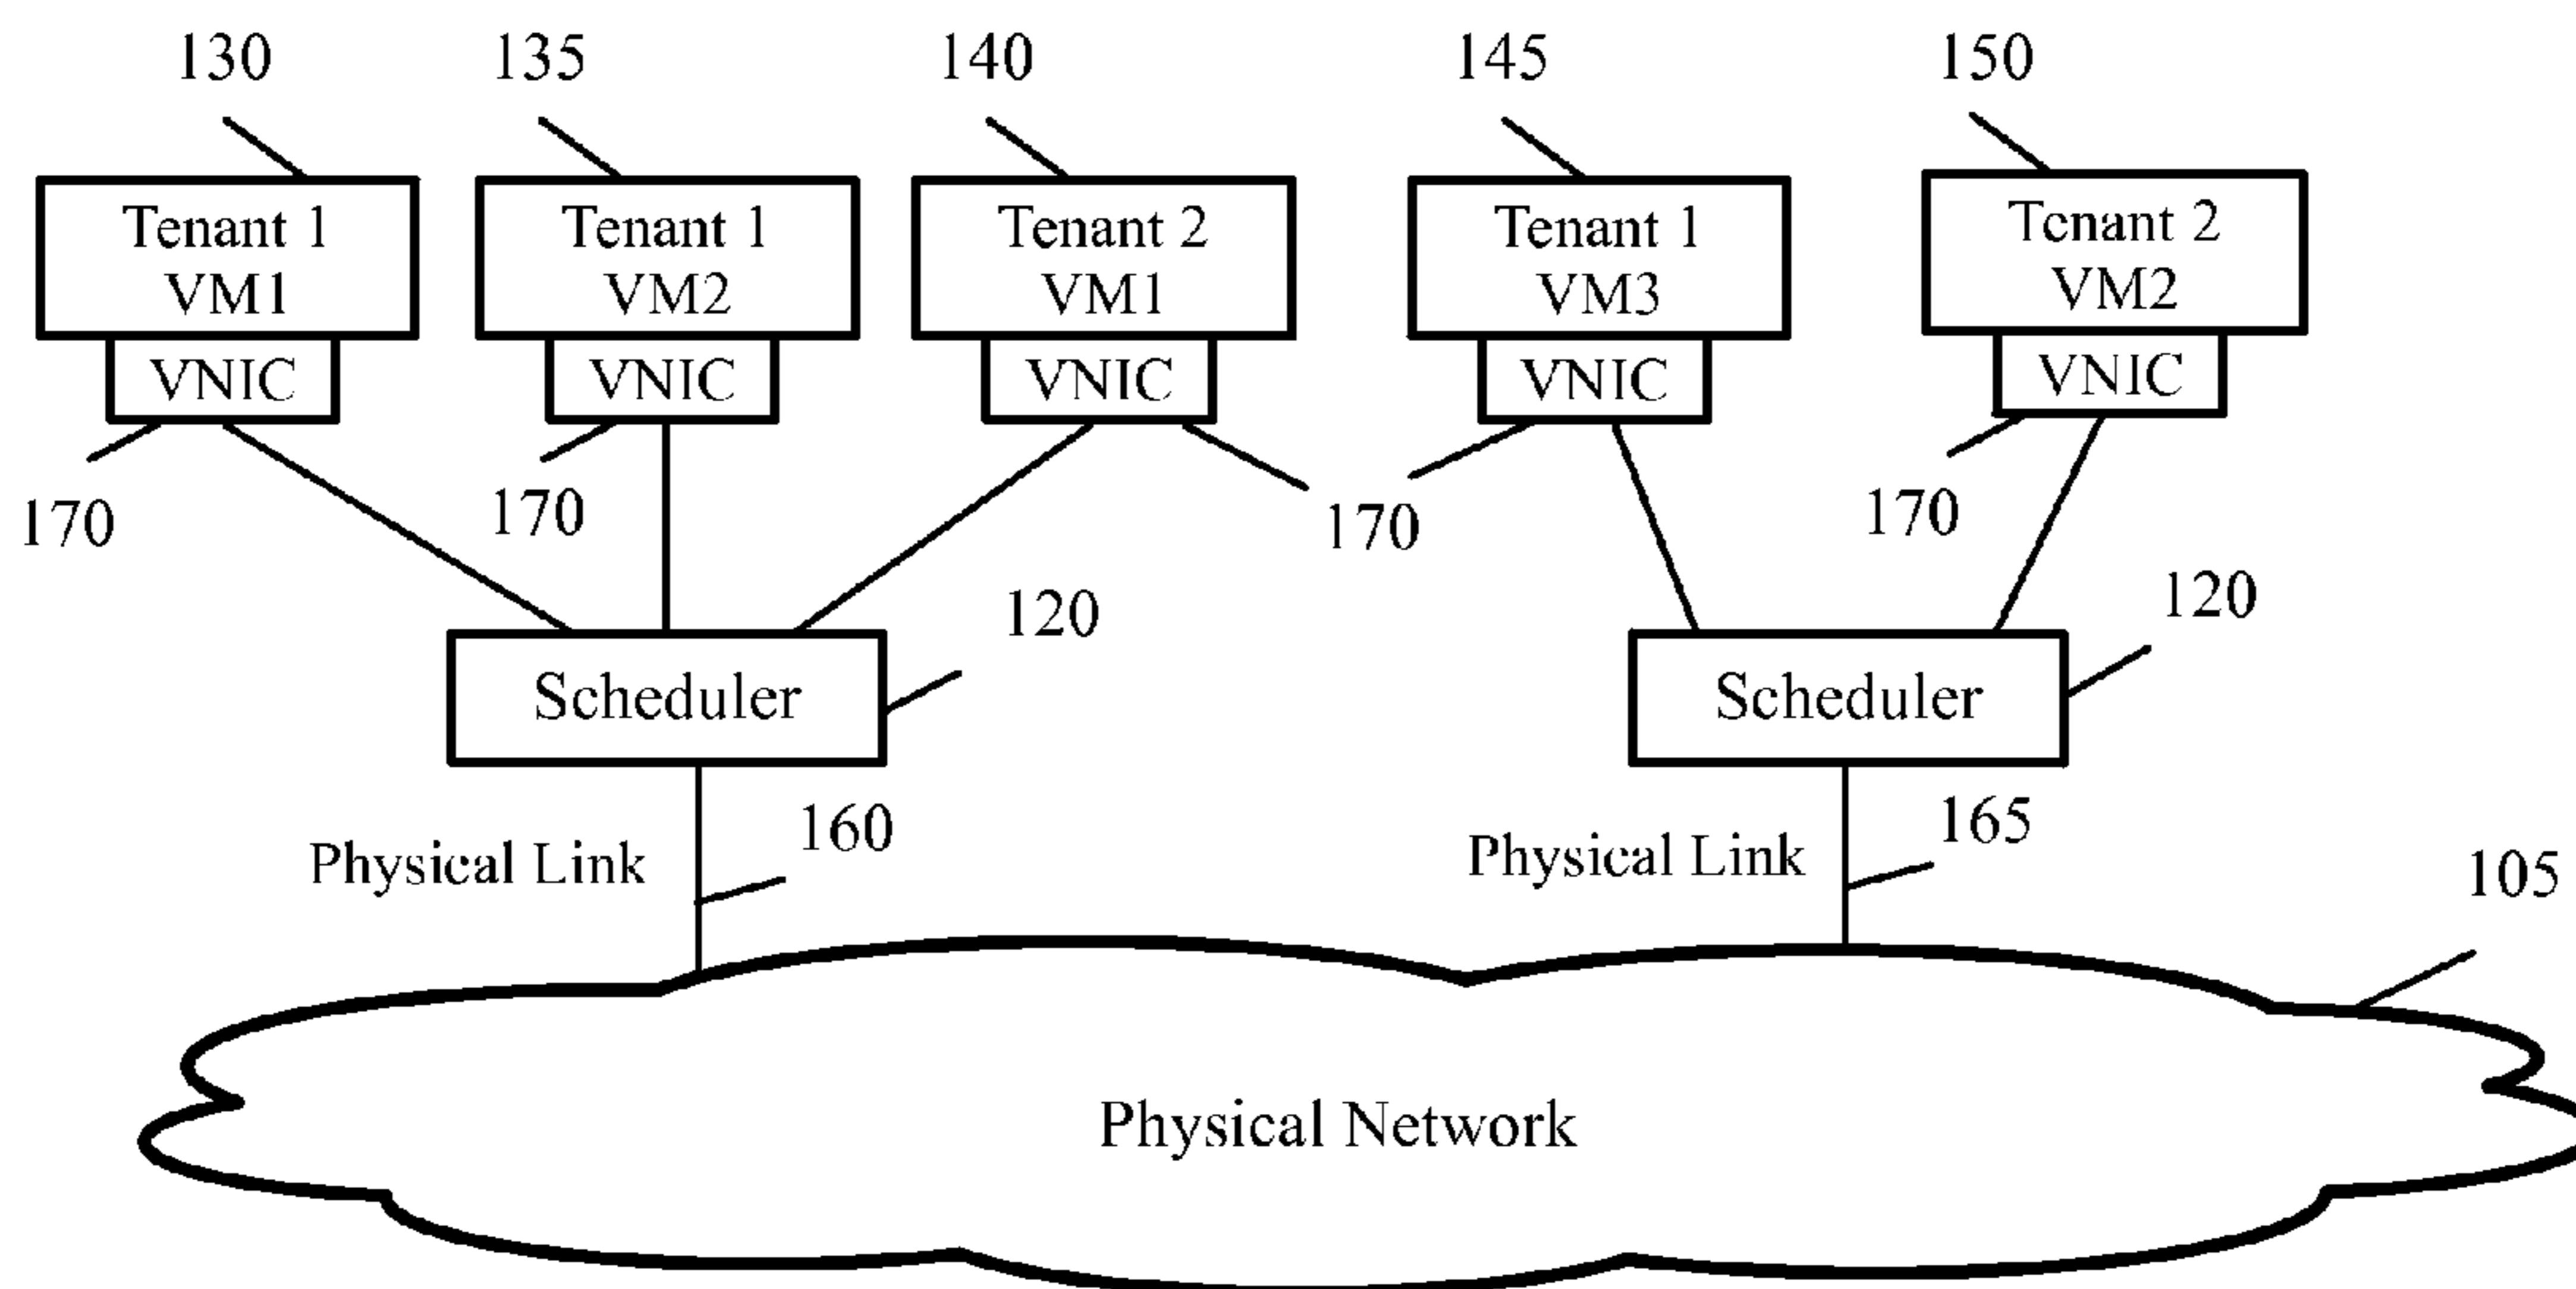 130
135
140
145
150
Tenant 1
VM1
VNIC
Tenant 1
VM2
VNIC
Tenant 2
VM1
VNIC
Tenant 1
VM3
VNIC
Tenant 2
VM2
VNIC
170
170
170
170
Scheduler
120
Scheduler
120
Physical Link
160
Physical Link
165
105
Physical Network